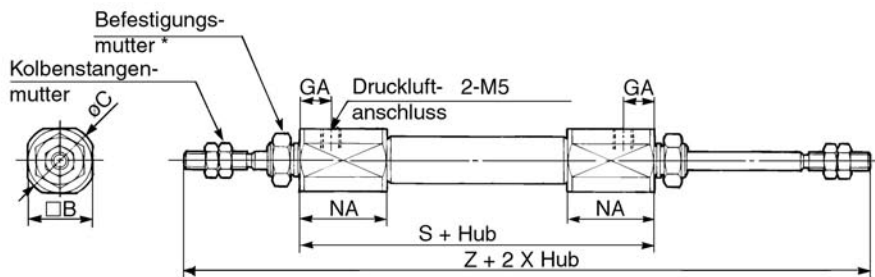 Befestigungs-
mutter *
Kolbenstangen-
mutter
øC
GA
Druckluft- 2-M5
anschluss
GA
□B
NA
NA
S + Hub
Z + 2 X Hub